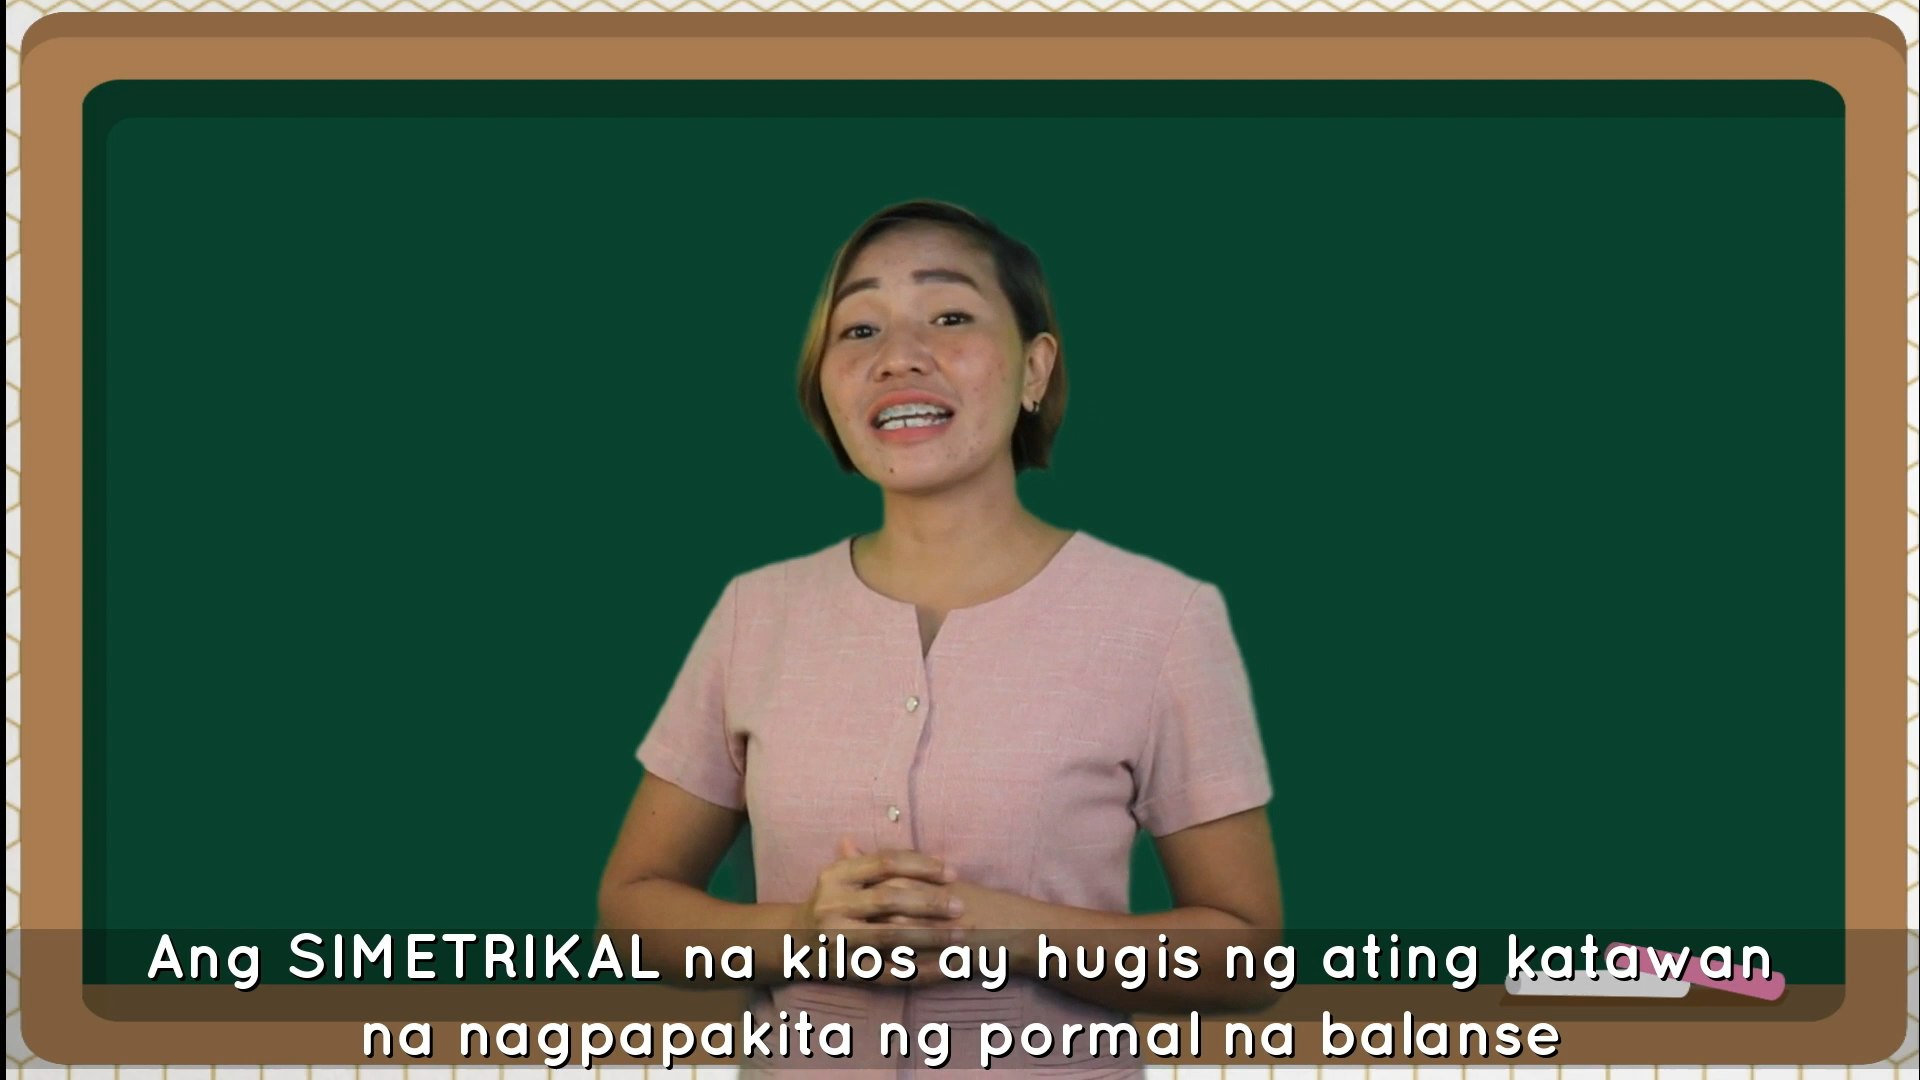 Ang SIMETRIKAL na kilos ay hugis ng ating katawan
na nagpapakita ng pormal na balanse